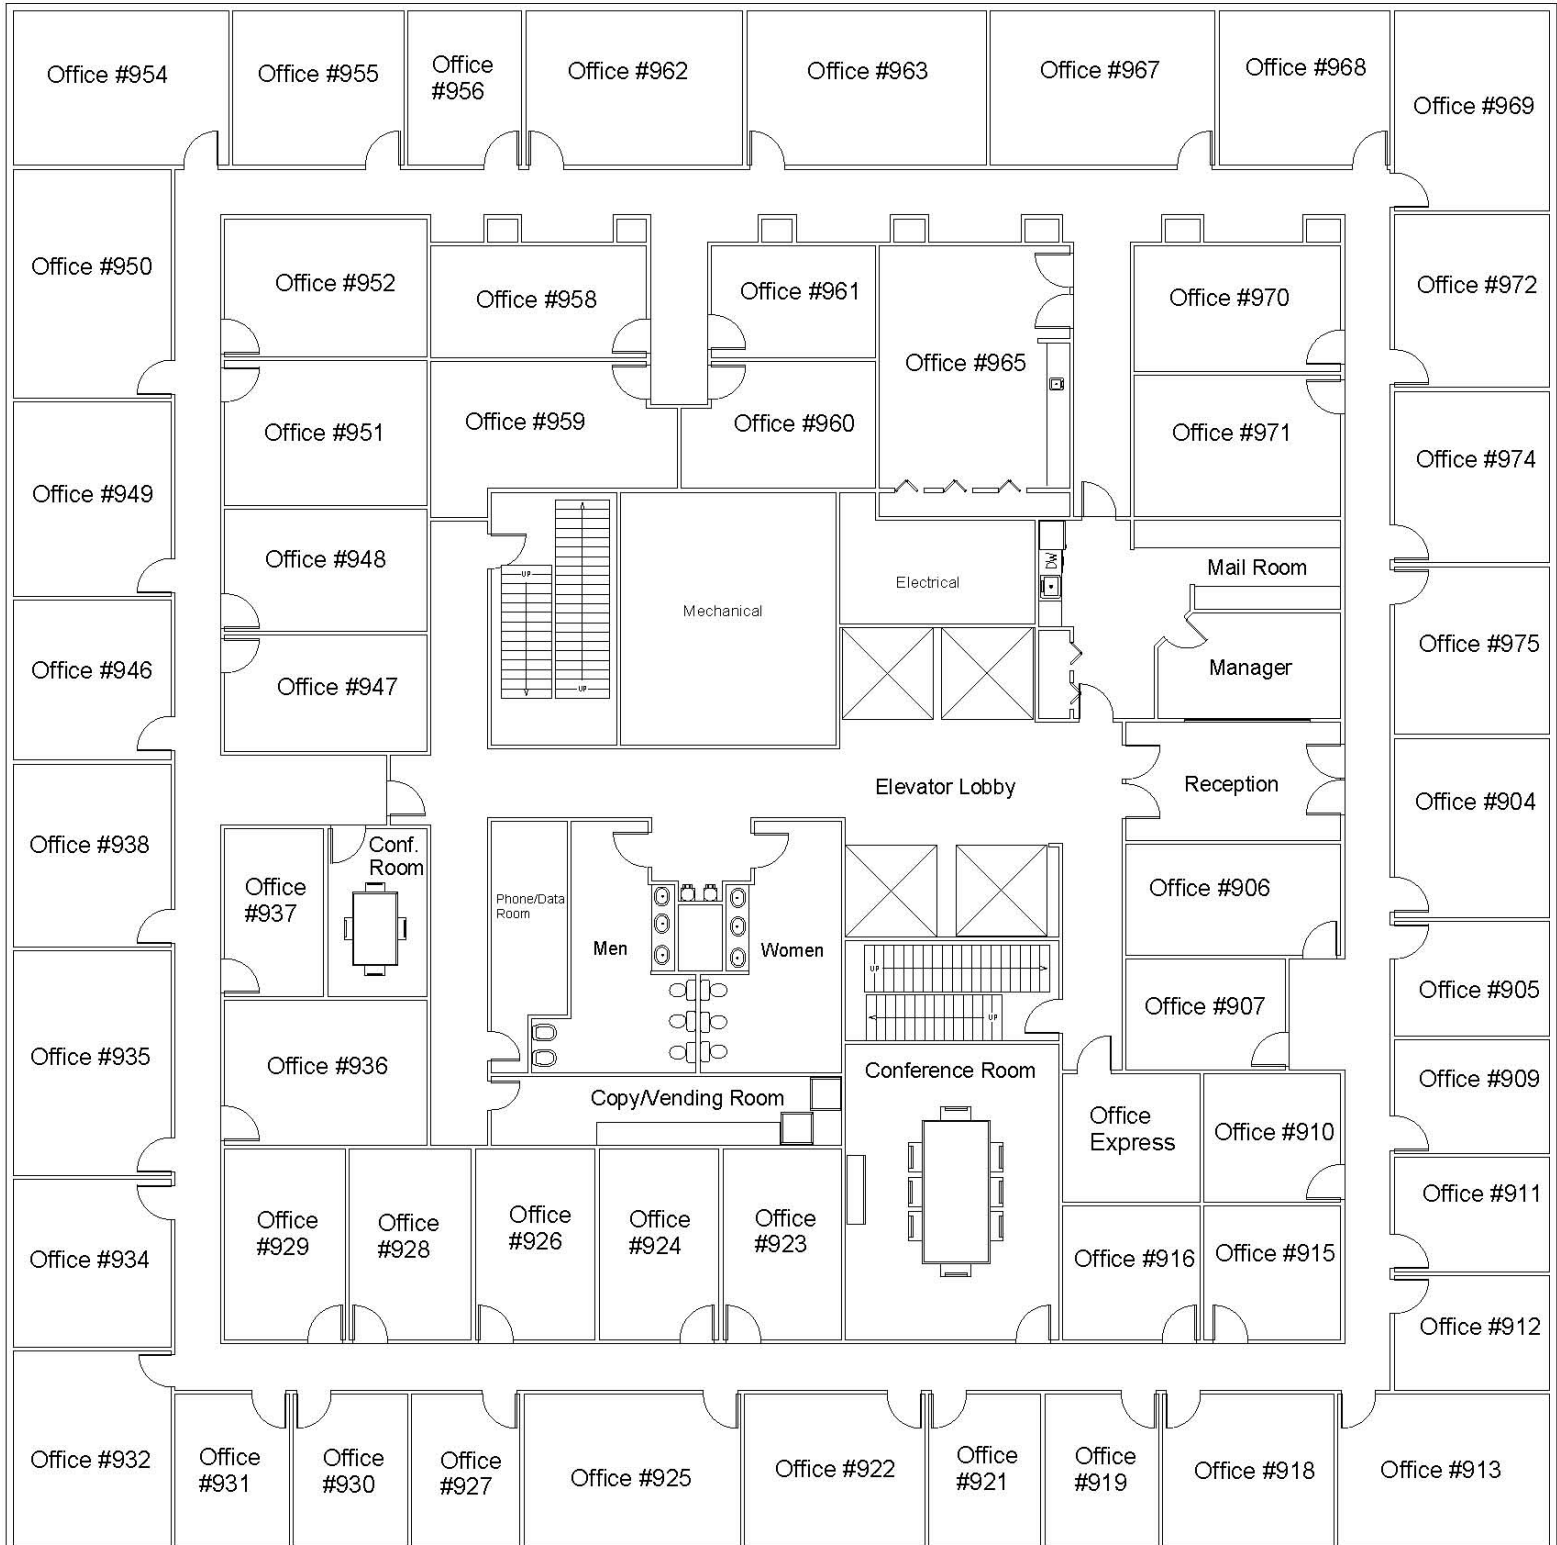 Office #954
Office #955
Office
#956
Office #962
Office #963
Office #967
Office #968
Office #969
Office #950
Office #952
Office #958
Office #961
Office #970
Office #972
Office #965
Office #951
Office #959
Office #960
Office #971
Office #974
Office #949
Office #948
Mechanical
Electrical
DW
Mail Room
UP
UP
Office #946
Office #947
Manager
Office #975
Elevator Lobby
Reception
Office #904
Office #938
Conf.
Room
Office
#937
Phone/Data
Room
Men
Women
Office #906
UP
UP
Office #905
Office #907
Office #935
Office #936
Copy/Vending Room
Conference Room
Office
Express
Office #910
Office #909
Office #911
Office #934
Office
#929
Office
#928
Office
#926
Office
#924
Office
#923
Office #916
Office #915
Office #912
Office #932
Office
#931
Office
#930
Office
#927
Office #925
Office #922
Office
#921
Office
#919
Office #918
Office #913